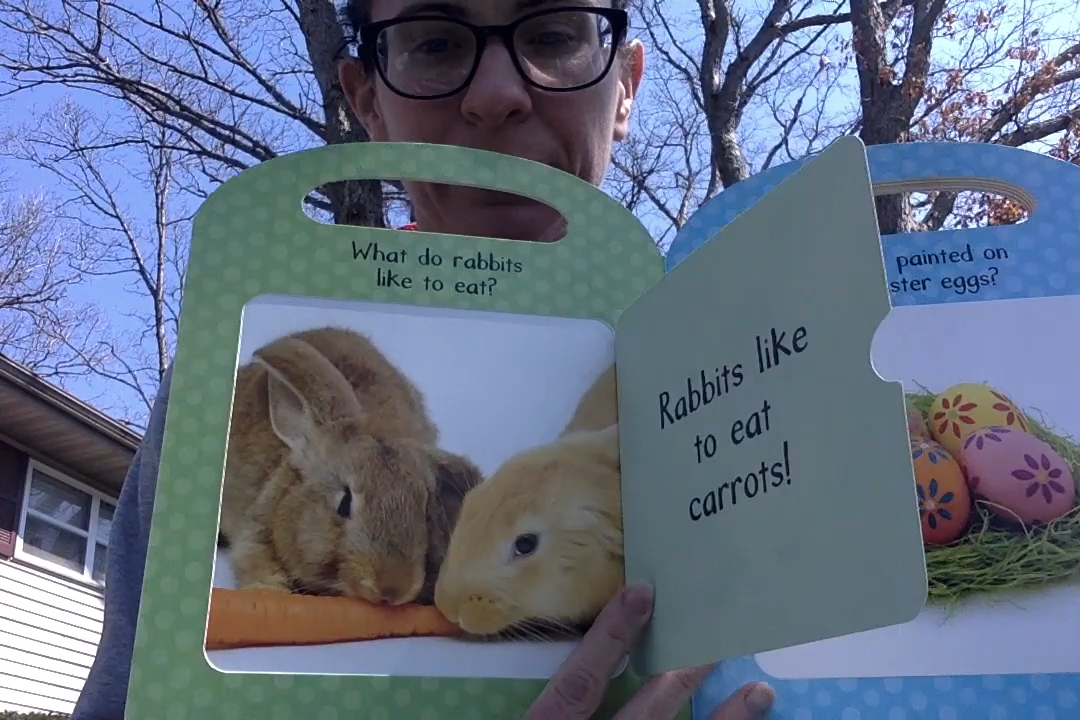 What do rabbits
like to eat?
Rabbits like
to eat
carrots!
painted on
ster eggs?